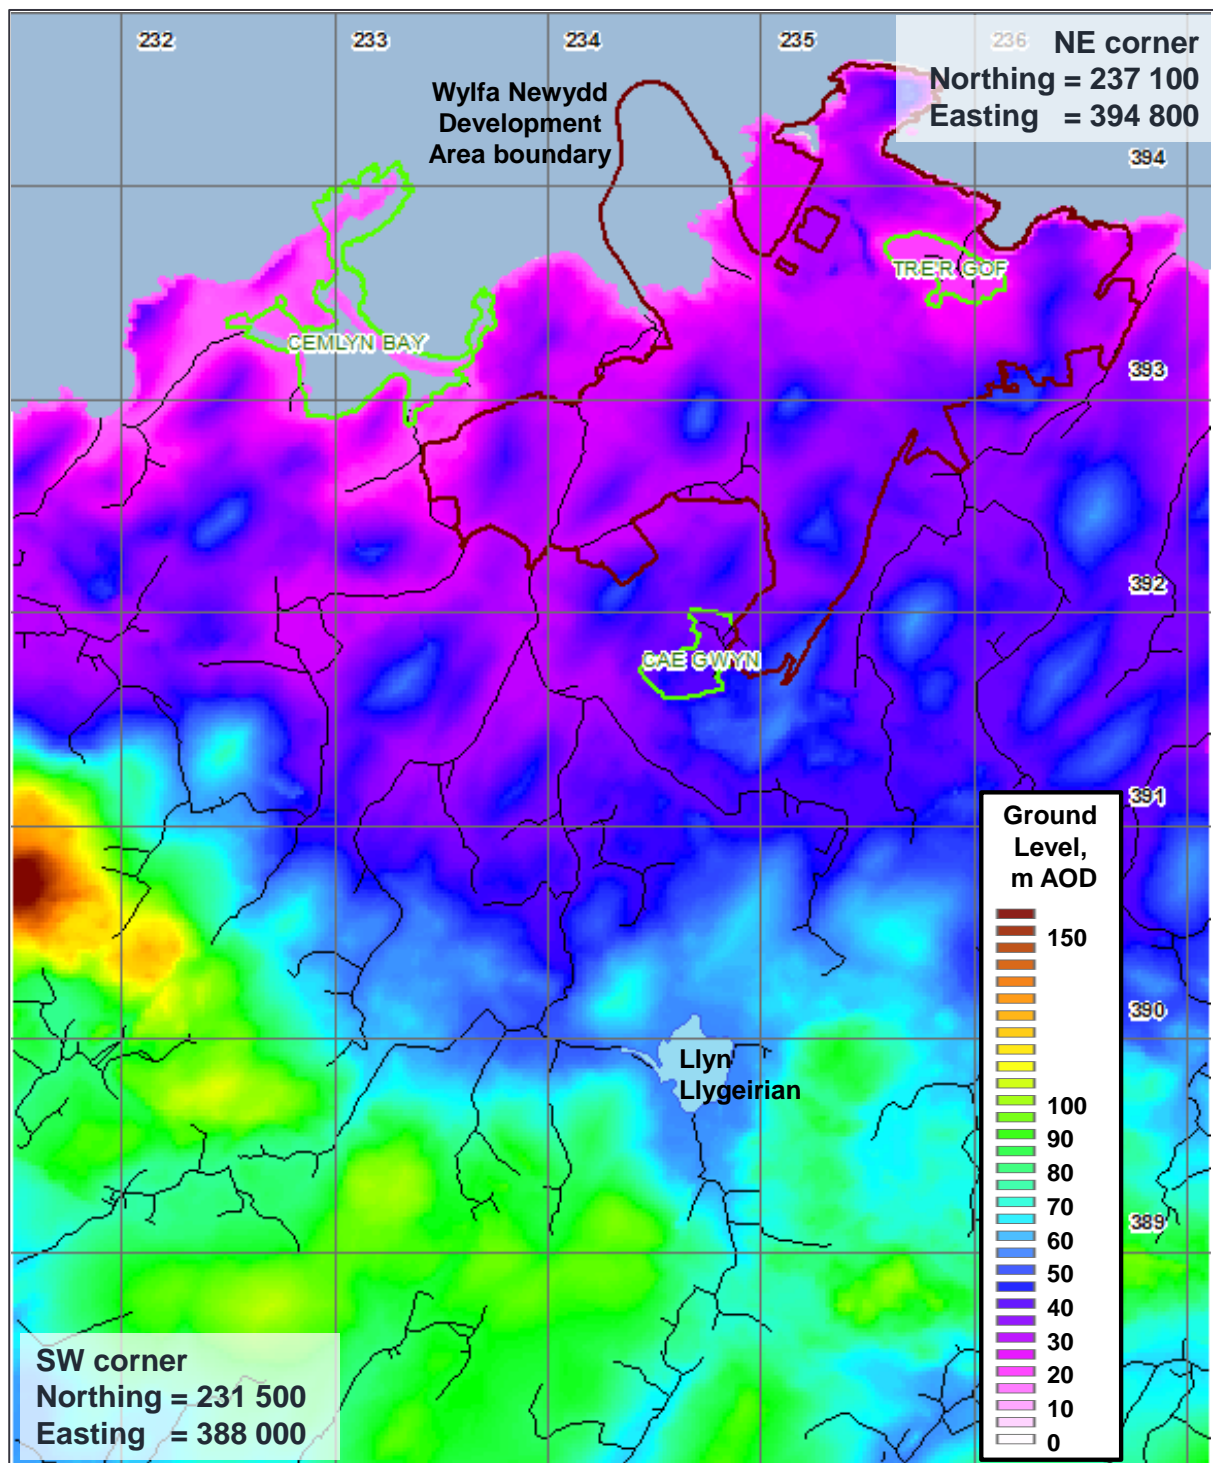 232
233
234
235
236
NE corner
Northing = 237 100
Easting = 394 800
Wylfa Newydd
Development
Area boundary
394
TRE'R GOF
CEMLYN BAY
393
392
CAE GWYN
391
Ground
Level,
m AOD
150
100
90
80
70
60
50
40
30
20
10
0
390
Llyn
Llygeirian
389
SW corner
Northing = 231 500
Easting = 388 000